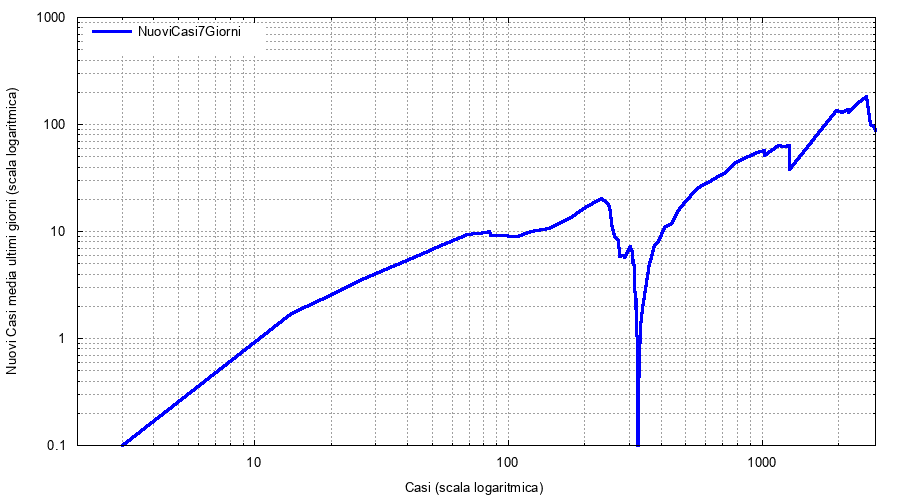 NuoviCasi7Giorni
Nuovi Casi media ultimi giorni (scala logaritmica)
1000
100
10
1
0.1
10
100
1000
Casi (scala logaritmica)